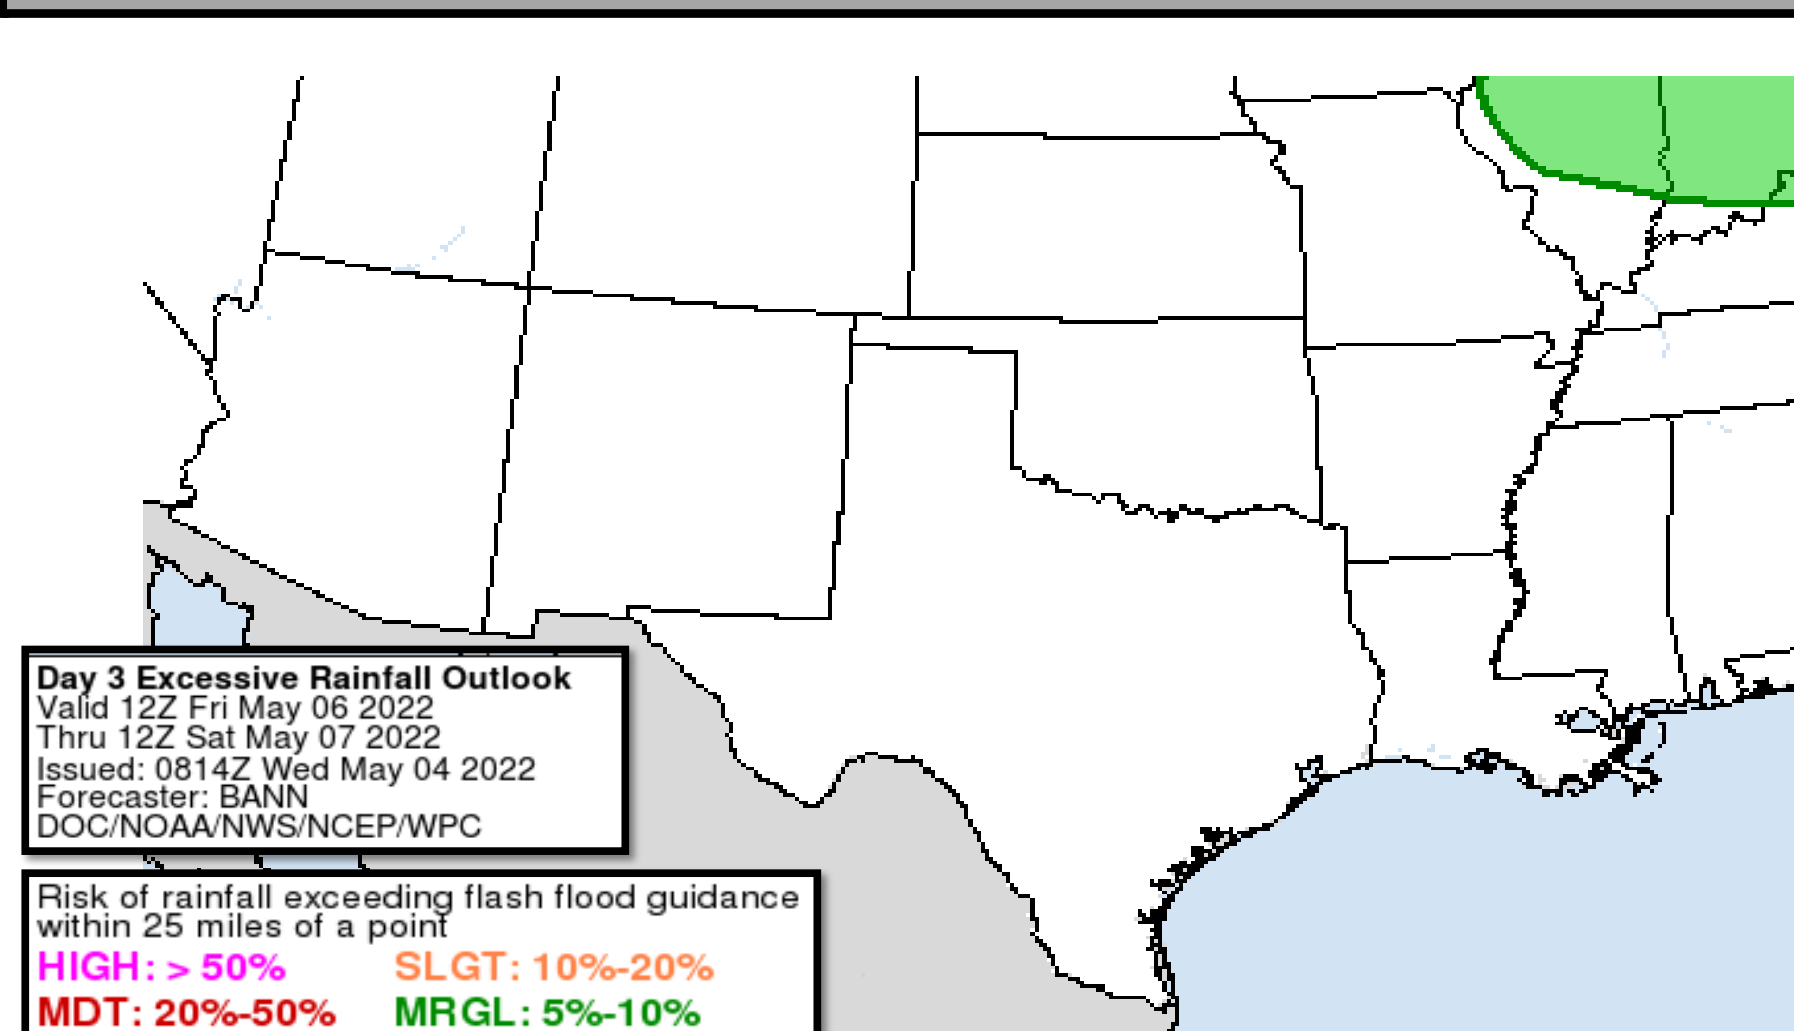 Day 3 Excessive Rainfall Outlook
Valid 12Z Fri May 06 2022
Thru 12Z Sat May 07 2022
Issued: 0814Z Wed May 04 2022
Forecaster: BANN
DOC/NOAA/NWS/NCEP/WPC
Risk of rainfall exceeding flash flood guidance
within 25 miles of a point
HIGH: > 50% SLGT: 10%-20%
MDT: 20%-50% MRGL: 5%-10%